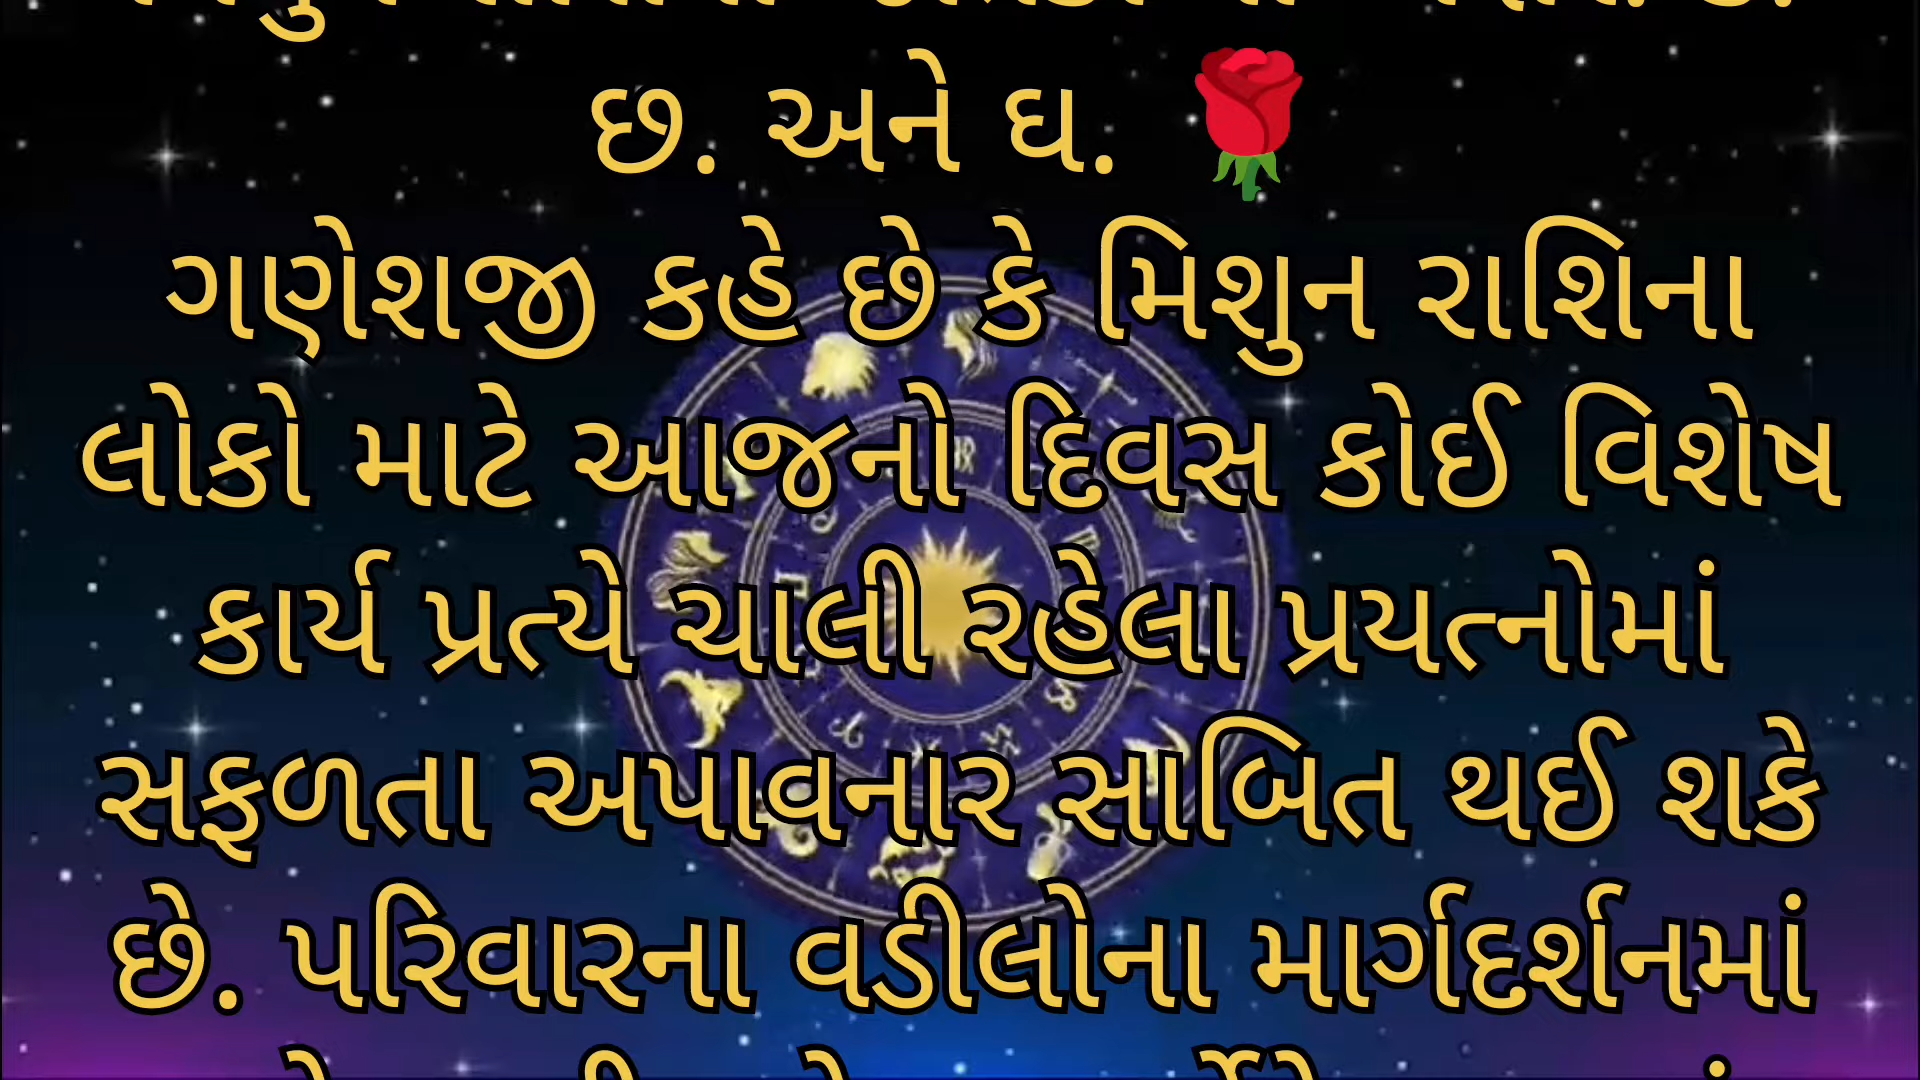 છ. અને ઘ. 🌹
ગણેશજી કહે છે કે મિશુન રાશિના
લોકો માટે આજનો દિવસ કોઈ વિશેષ
કાર્ય પ્રત્યે ચાલી રહેલા પ્રયત્નોમાં
સફળતા અપાવનાર સાબિત થઈ શકે
છે. પરિવારના વડીલોના માર્ગદર્શનમાં